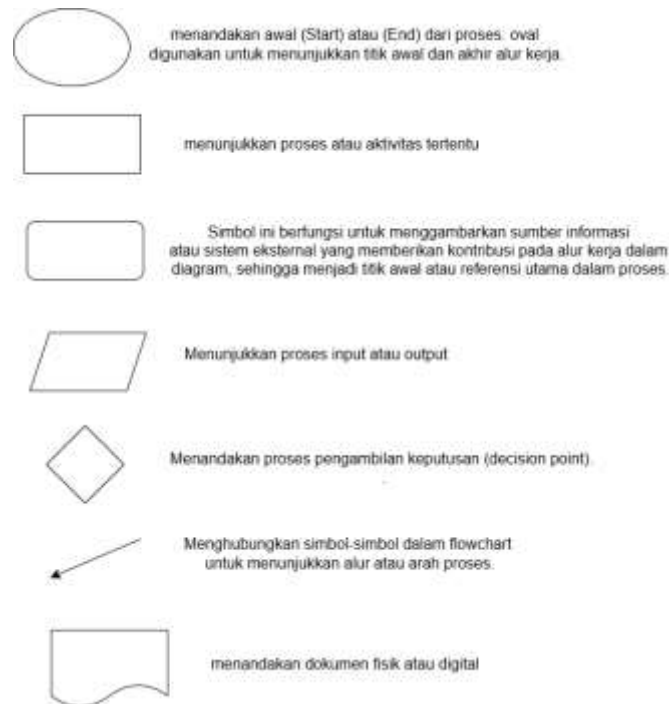 menandakan awal (Start) atau (End) dari proses. oval
digunakan untuk menunjukkan titik awal dan akhir alur kerja.
menunjukkan proses atau aktivitas tertentu
Simbol ini berfungsi untuk menggambarkan sumber informasi
atau sistem eksternal yang memberikan kontribusi pada alur kerja dalam
diagram, sehingga menjadi titik awal atau referensi utama dalam proses.
Menunjukkan proses input atau output
Menandakan proses pengambilan keputusan (decision point).
Menghubungkan simbol-simbol dalam flowchart
untuk menunjukkan alur atau arah proses.
menandakan dokumen fisik atau digital